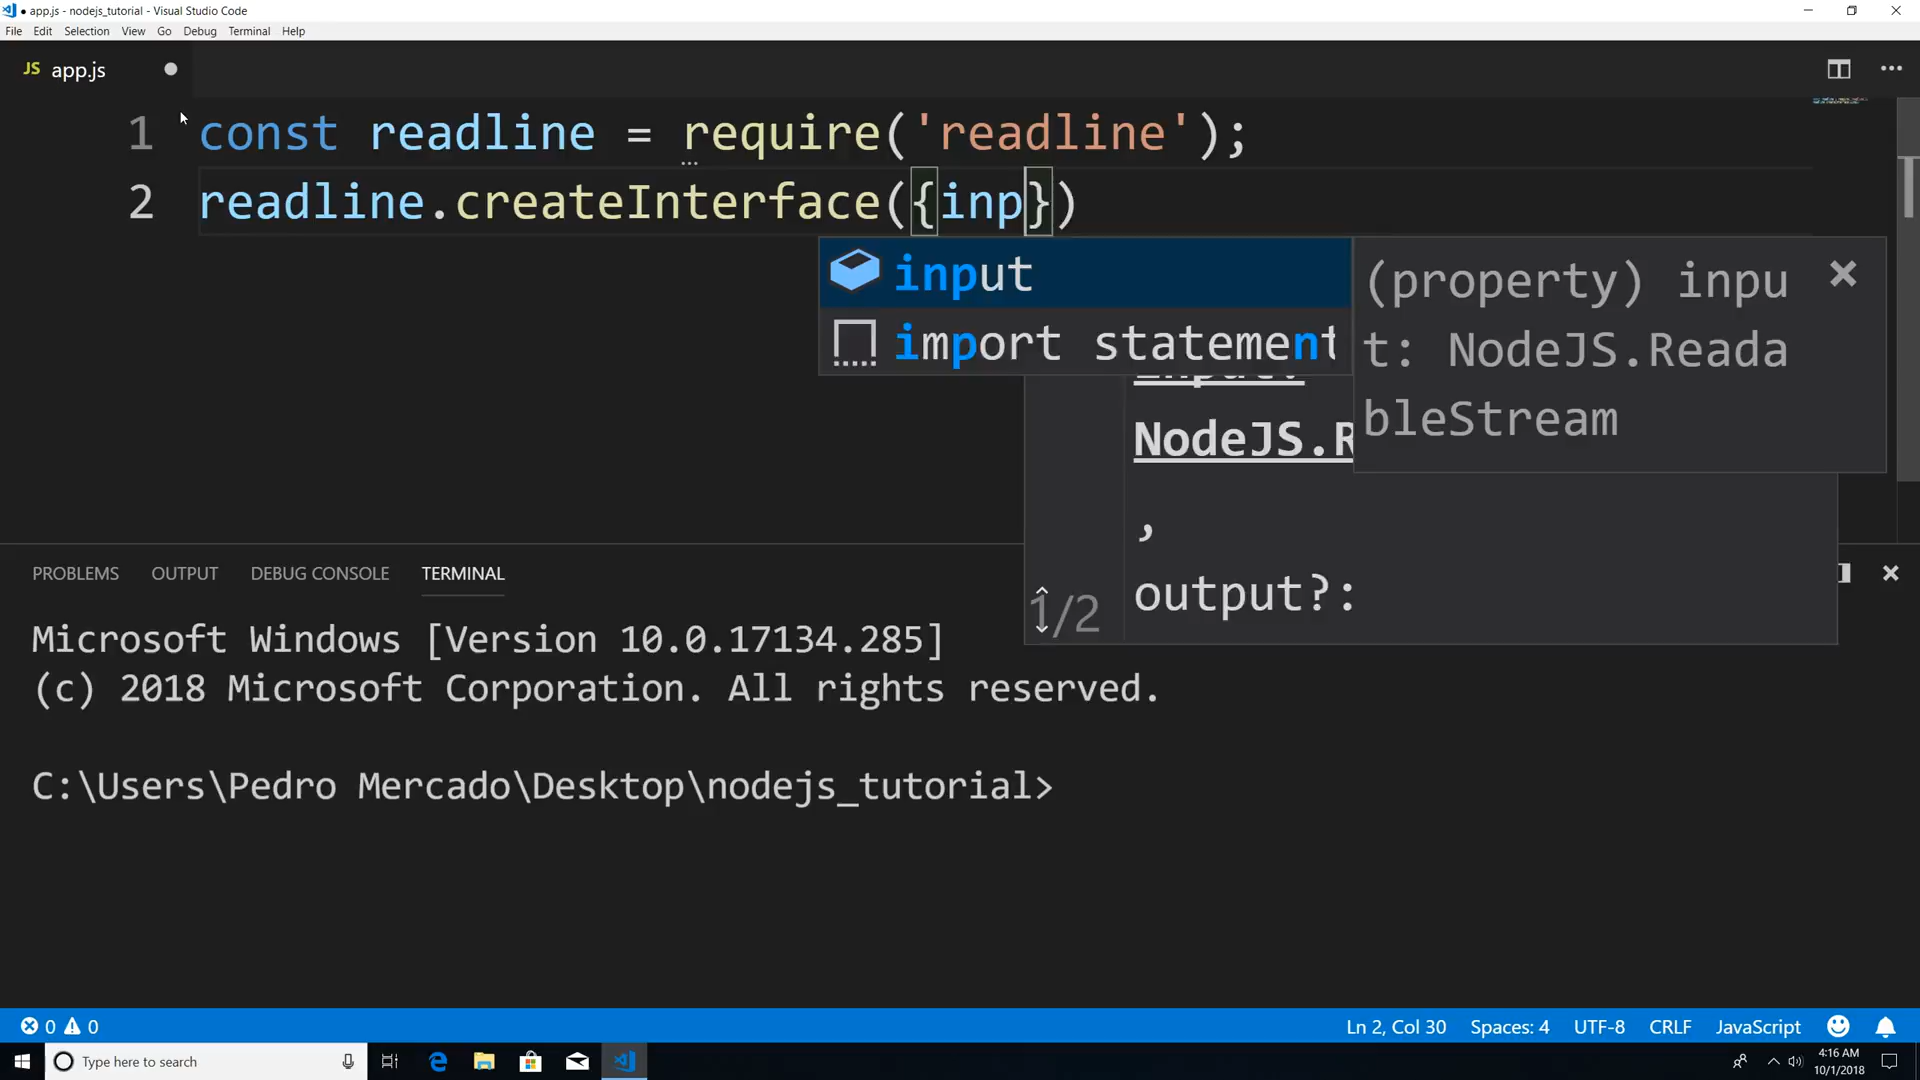 ● app.js - nodejs_tutorial - Visual Studio Code
File Edit Selection View Go Debug Terminal Help
JS app.js
1 const readline = require('readline');
2 readline.createInterface({inp})
input
import statement
(property) inpu
t: NodeJS.Reada
bleStream
input?:
NodeJS.R
,
output?:
1/2
PROBLEMS OUTPUT DEBUG CONSOLE TERMINAL
Microsoft Windows [Version 10.0.17134.285]
(c) 2018 Microsoft Corporation. All rights reserved.
C:\Users\Pedro Mercado\Desktop\nodejs_tutorial>
0 0 Ln 2, Col 30 Spaces: 4 UTF-8 CRLF JavaScript
Type here to search
4:16 AM
10/1/2018